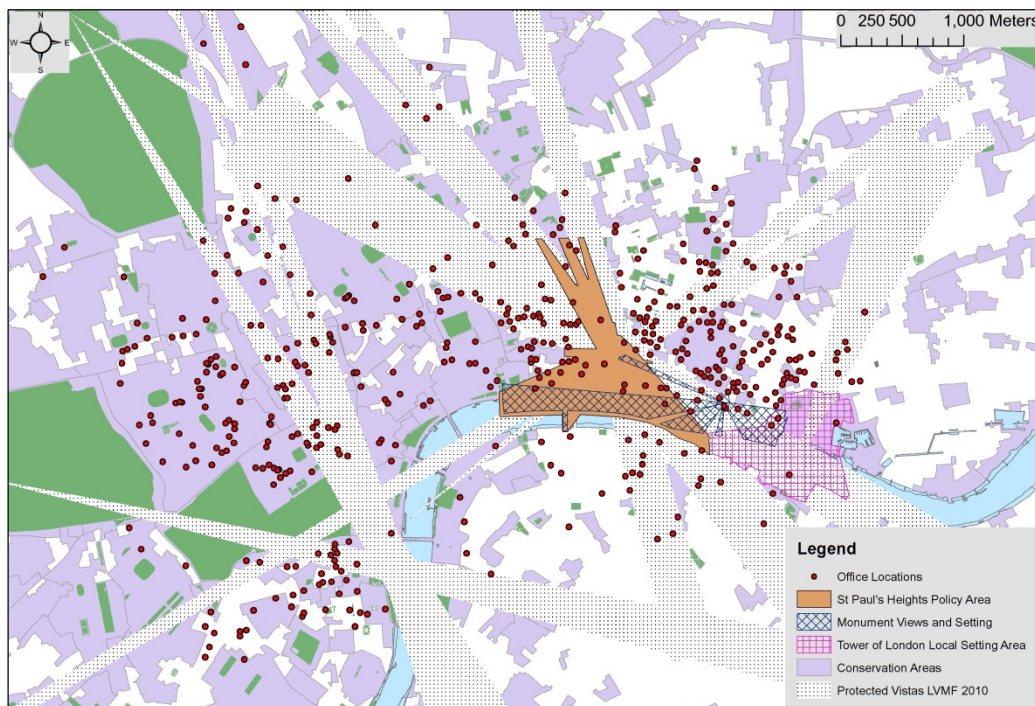 N
W E
S
0 250 500 1,000 Meters
Legend
Office Locations
St Paul's Heights Policy Area
Monument Views and Setting
Tower of London Local Setting Area
Conservation Areas
Protected Vistas LVMF 2010